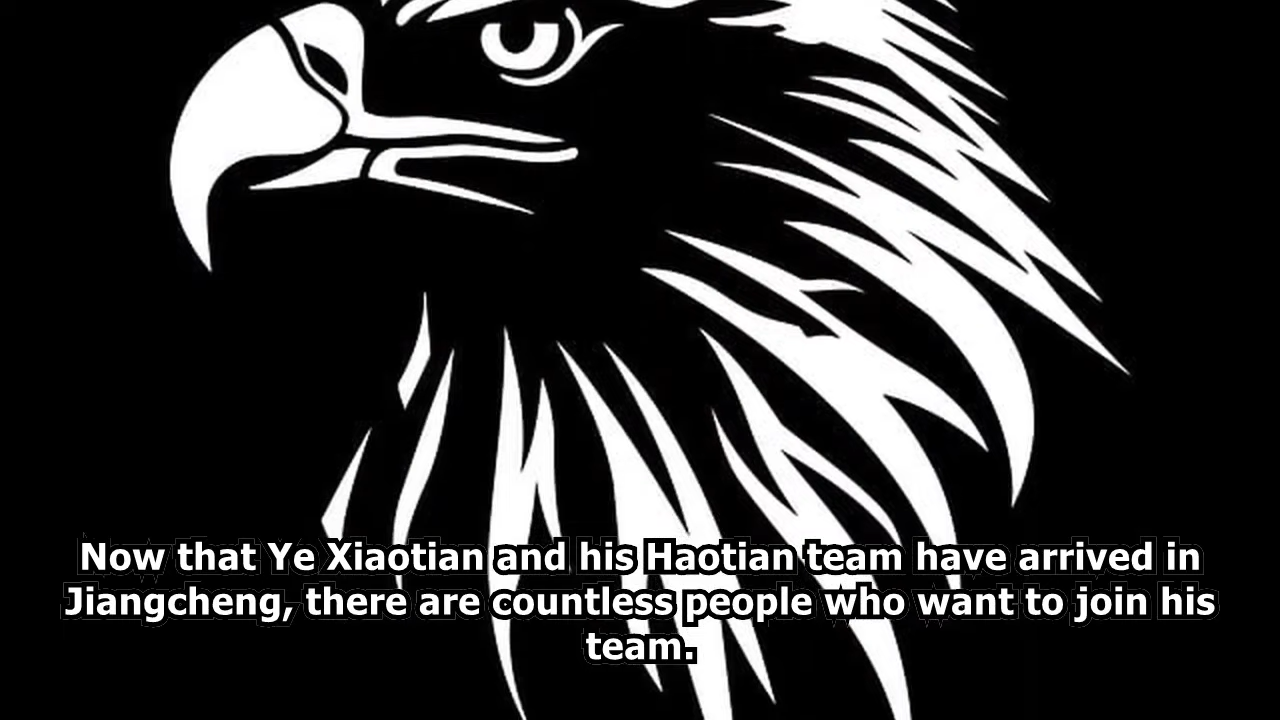 Now that Ye Xiaotian and his Haotian team have arrived in
Jiangcheng, there are countless people who want to join his
team.